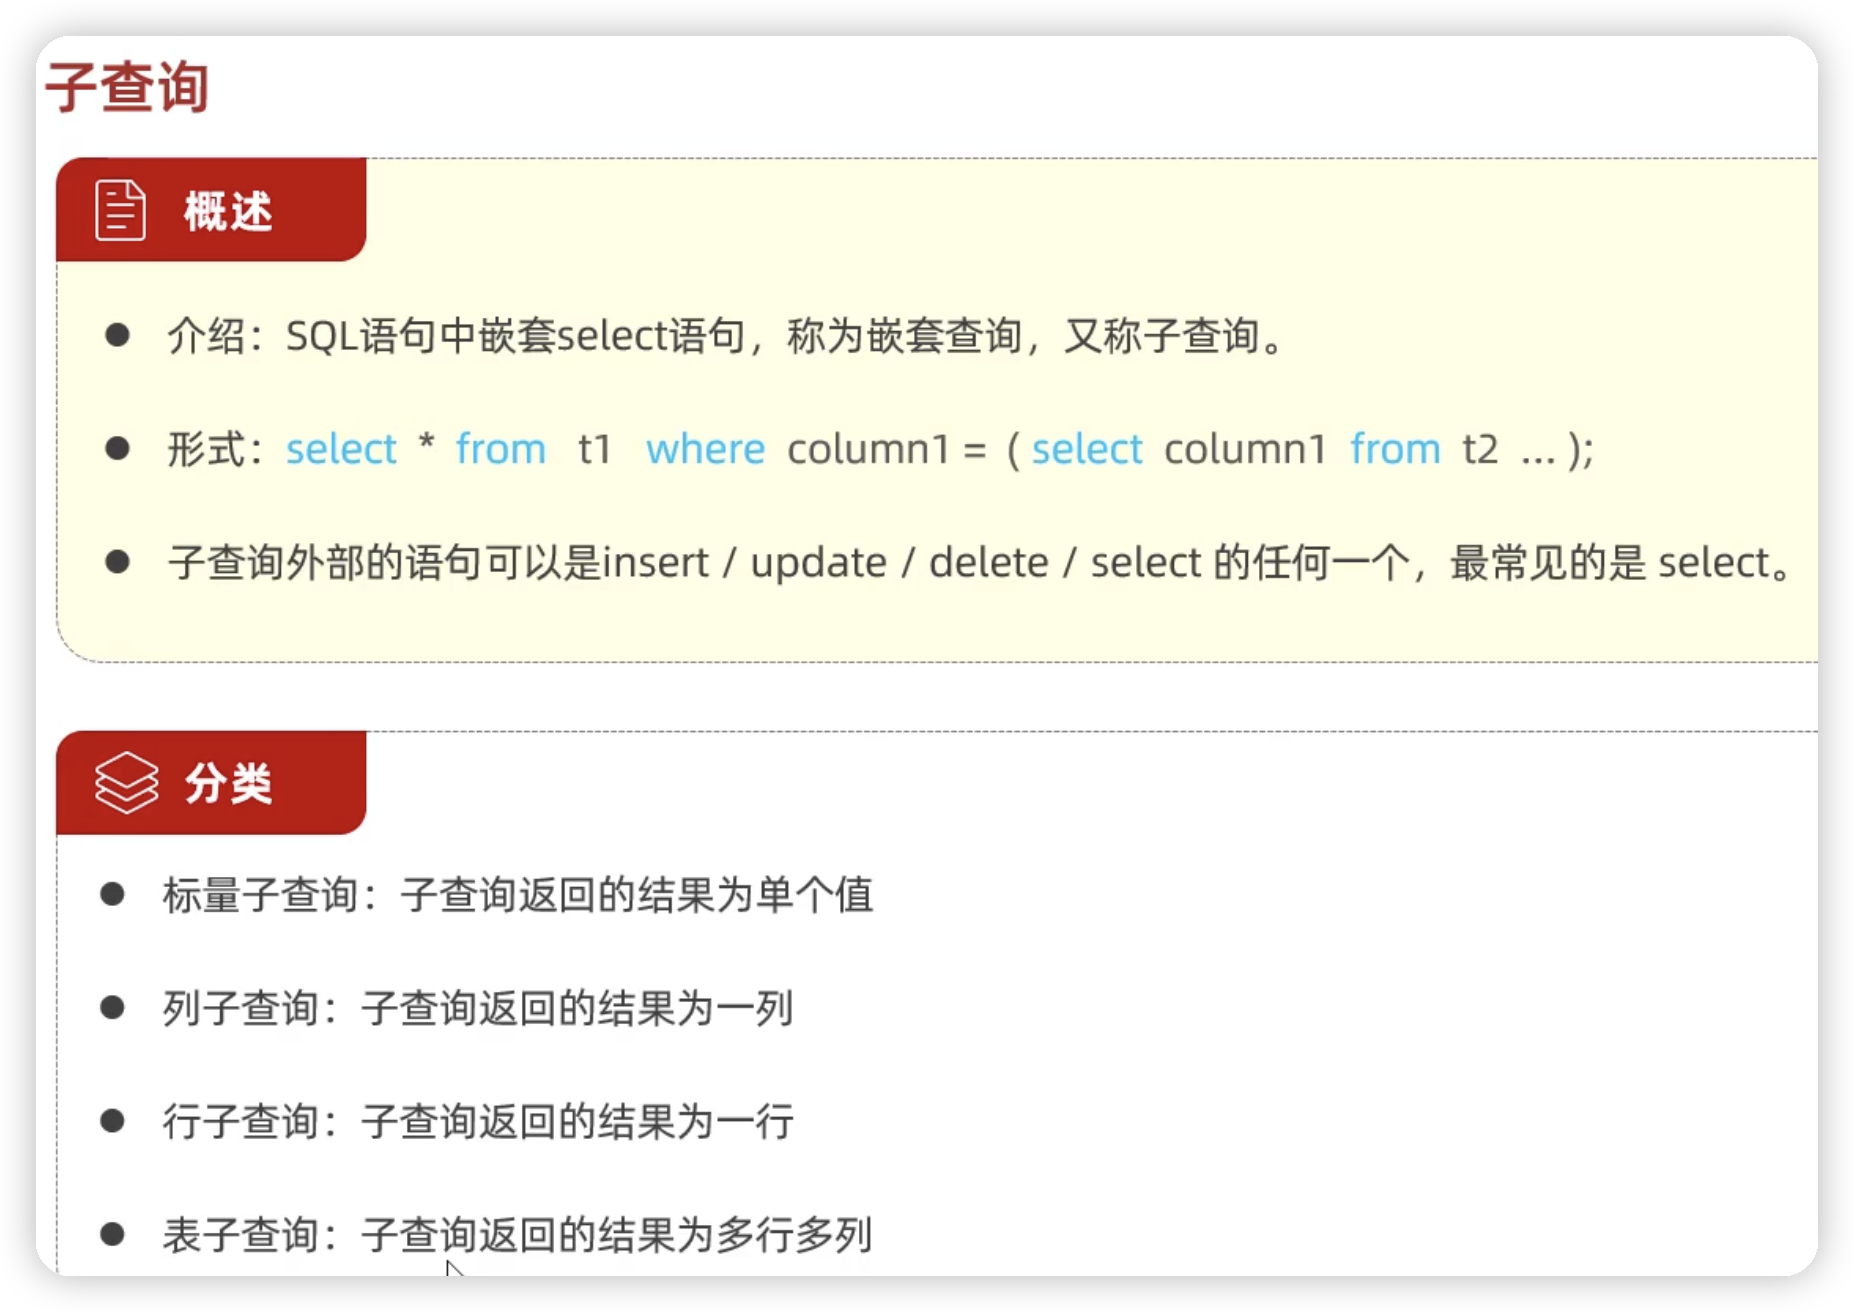 子查询
概述
介绍：SQL语句中嵌套select语句，称为嵌套查询，又称子查询。
形式：select * from t1 where column1 = ( select column1 from t2 … );
子查询外部的语句可以是insert / update / delete / select 的任何一个，最常见的是 select。
分类
标量子查询：子查询返回的结果为单个值
列子查询：子查询返回的结果为一列
行子查询：子查询返回的结果为一行
表子查询：子查询返回的结果为多行多列